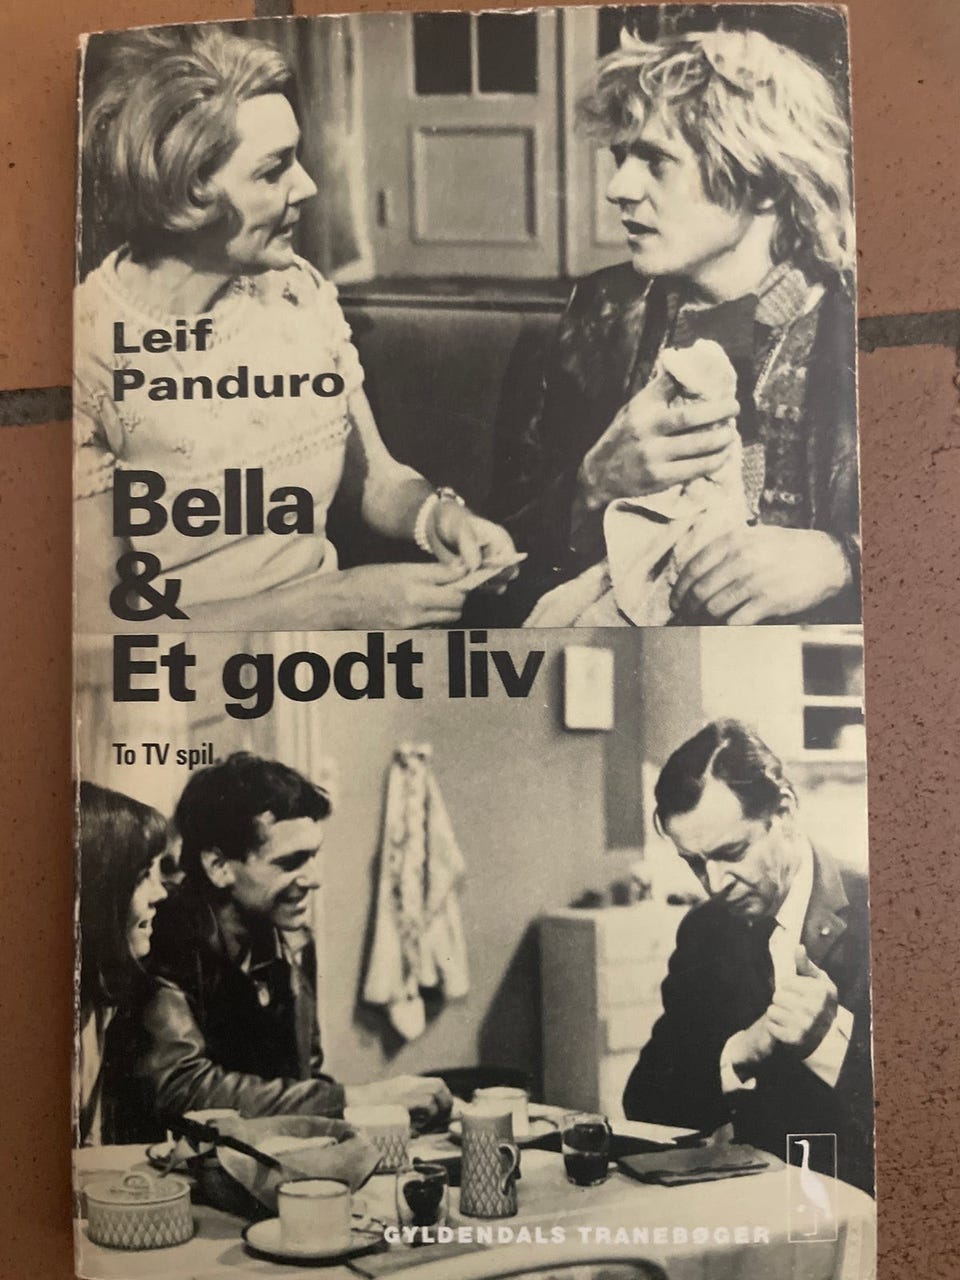 Leif
Panduro
Bella
&
Et godt liv
To TV spil
GYLDENDALS TRANEBØGER